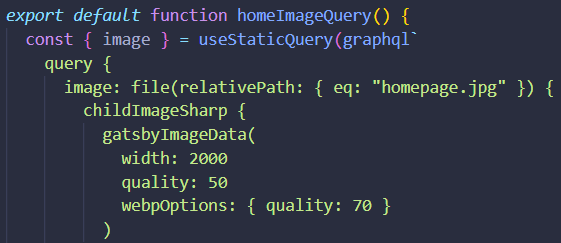 export default function homeImageQuery() {
const { image } = useStaticQuery(graphql`
query {
image: file(relativePath: { eq: "homepage.jpg" }) {
childImageSharp {
gatsbyImageData(
width: 2000
quality: 50
webpOptions: { quality: 70 }
)